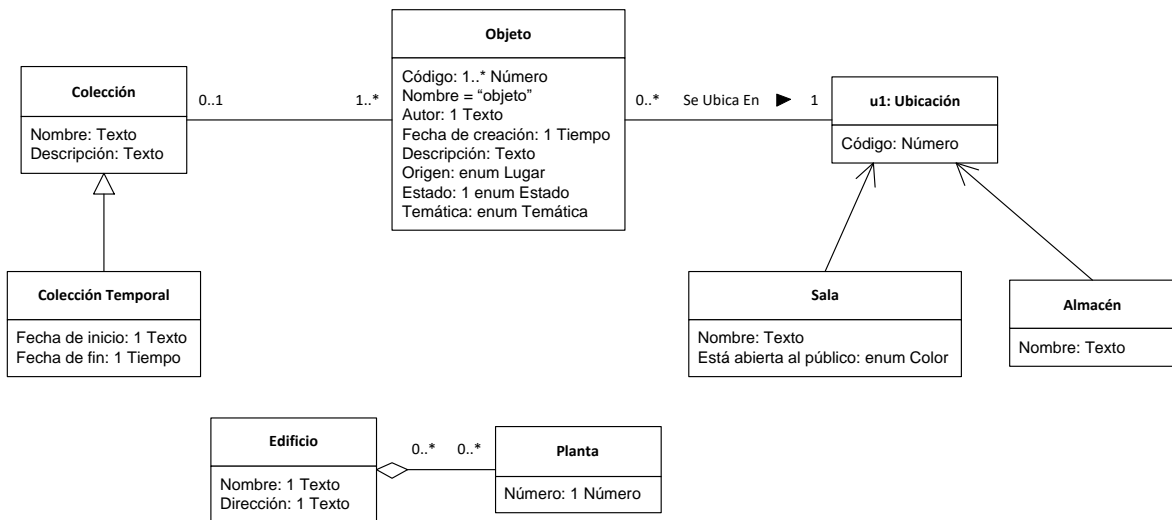 Colección
Nombre: Texto
Descripción: Texto
0..1
1..*
Objeto
Código: 1..* Número
Nombre = “objeto”
Autor: 1 Texto
Fecha de creación: 1 Tiempo
Descripción: Texto
Origen: enum Lugar
Estado: 1 enum Estado
Temática: enum Temática
0..*
Se Ubica En
1
u1: Ubicación
Código: Número
Colección Temporal
Fecha de inicio: 1 Texto
Fecha de fin: 1 Tiempo
Sala
Nombre: Texto
Está abierta al público: enum Color
Almacén
Nombre: Texto
Edificio
Nombre: 1 Texto
Dirección: 1 Texto
0..*
0..*
Planta
Número: 1 Número